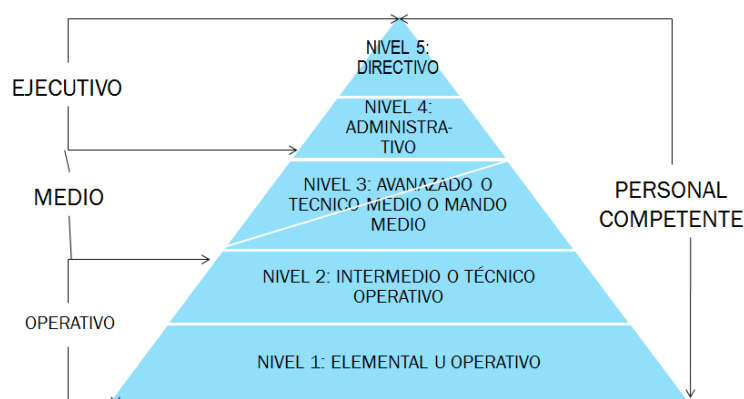 NIVEL 5:
DIRECTIVO
EJECUTIVO
NIVEL 4:
ADMINISTRA-
TIVO
MEDIO
NIVEL 3: AVANAZADO O
TECNICO MEDIO O MANDO
MEDIO
PERSONAL
COMPETENTE
NIVEL 2: INTERMEDIO O TÉCNICO
OPERATIVO
OPERATIVO
NIVEL 1: ELEMENTAL U OPERATIVO